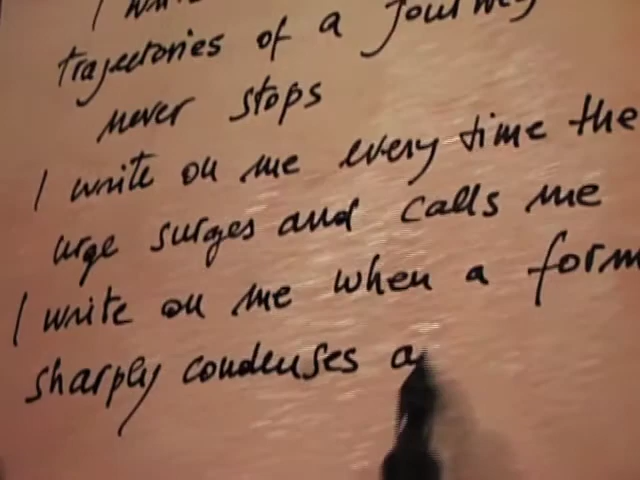 I write
trajectories of a journey
never stops
I write on me every time the
urge surges and calls me
I write on me when a form
sharply condenses a